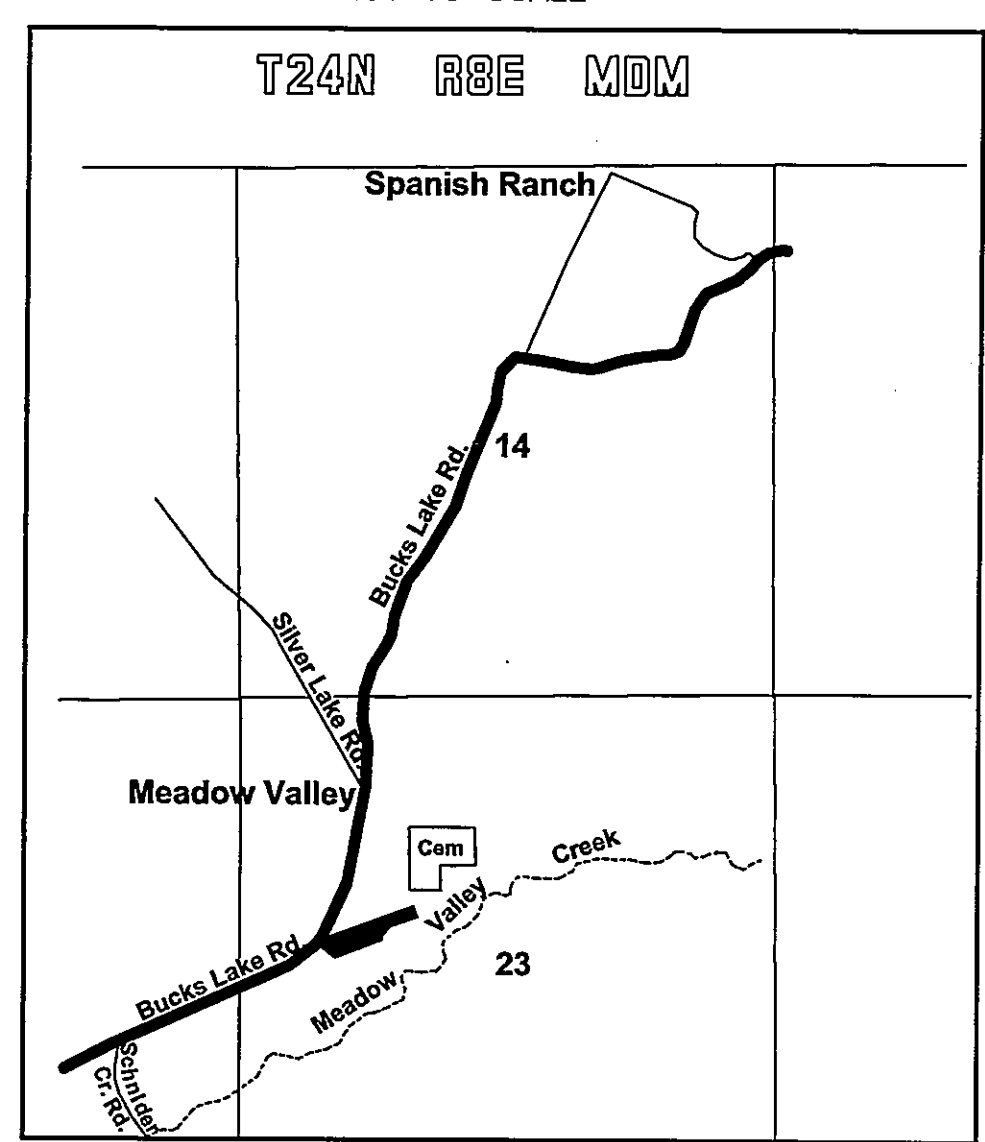 T24N R8E MDM
Spanish Ranch
14
Bucks Lake Rd.
Silver Lake Rd.
Meadow Valley
Cem
Meadow Valley Creek
23
Bucks Lake Rd.
Schniden
Cr. Rd.